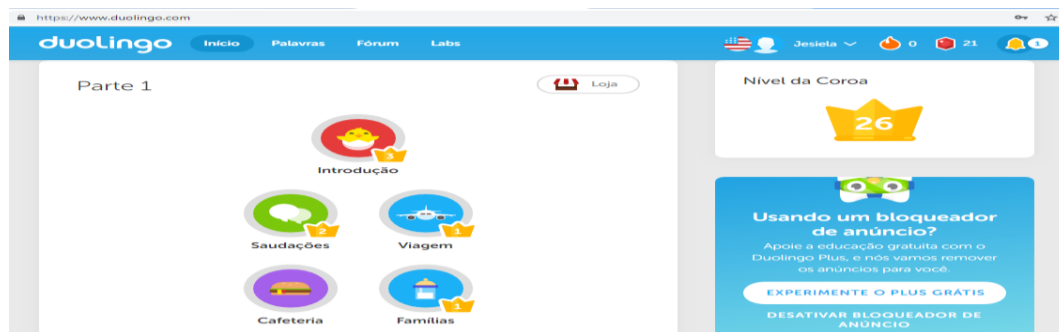 https://www.duolingo.com
duolingo Início Palavras Fórum Labs Jesiela 0 21 1
Parte 1
Loja
3
Introdução
2
1
Saudações Viagem
1
Cafeteria Famílias
Nível da Coroa
26
Usando um bloqueador
de anúncio?
Apoie a educação gratuita com o
Duolingo Plus, e nós vamos remover
os anúncios para você.
EXPERIMENTE O PLUS GRÁTIS
DESATIVAR BLOQUEADOR DE
ANÚNCIO